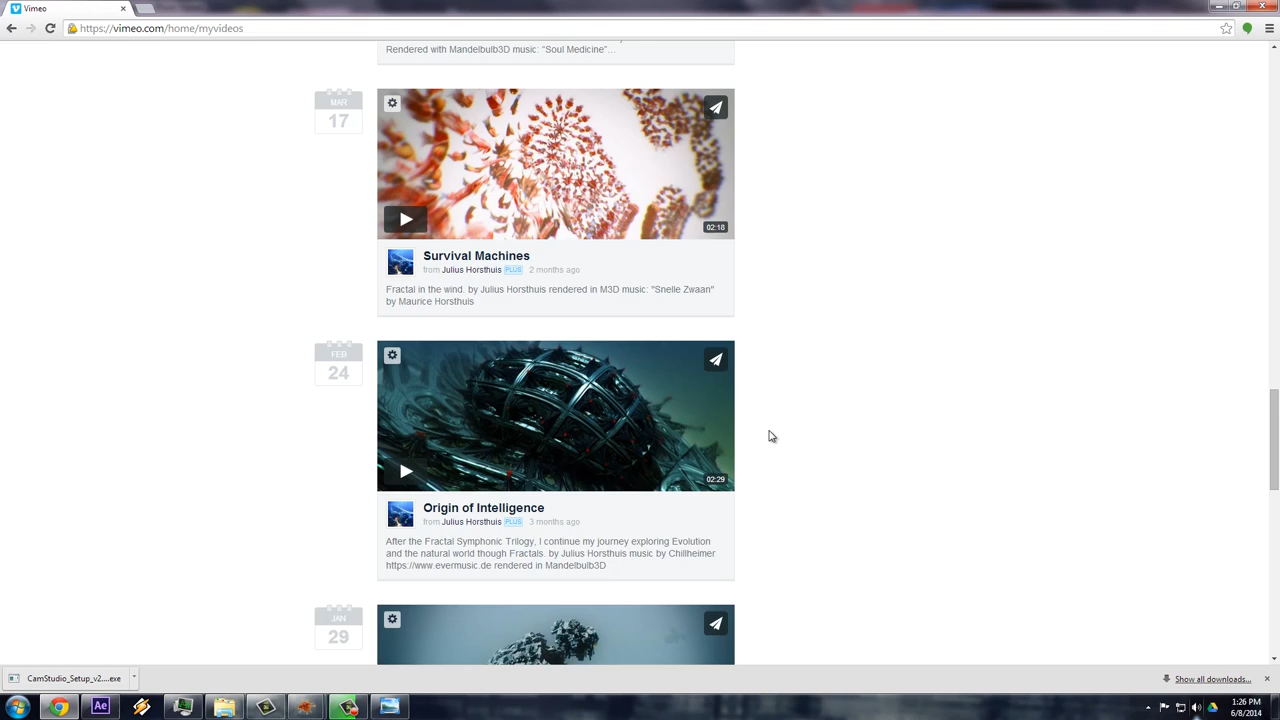 Vimeo
https://vimeo.com/home/myvideos
Rendered with Mandelbulb3D music: “Soul Medicine”…
MAR
17
02:18
Survival Machines
from Julius Horsthuis PLUS 2 months ago
Fractal in the wind. by Julius Horsthuis rendered in M3D music: "Snelle Zwaan"
by Maurice Horsthuis
FEB
24
02:29
Origin of Intelligence
from Julius Horsthuis PLUS 3 months ago
After the Fractal Symphonic Trilogy, I continue my journey exploring Evolution
and the natural world though Fractals. by Julius Horsthuis music by Chillheimer
https://www.evermusic.de rendered in Mandelbulb3D
JAN
29
CamStudio_Setup_v2....exe
Show all downloads...
Ae
1:26 PM
6/8/2014